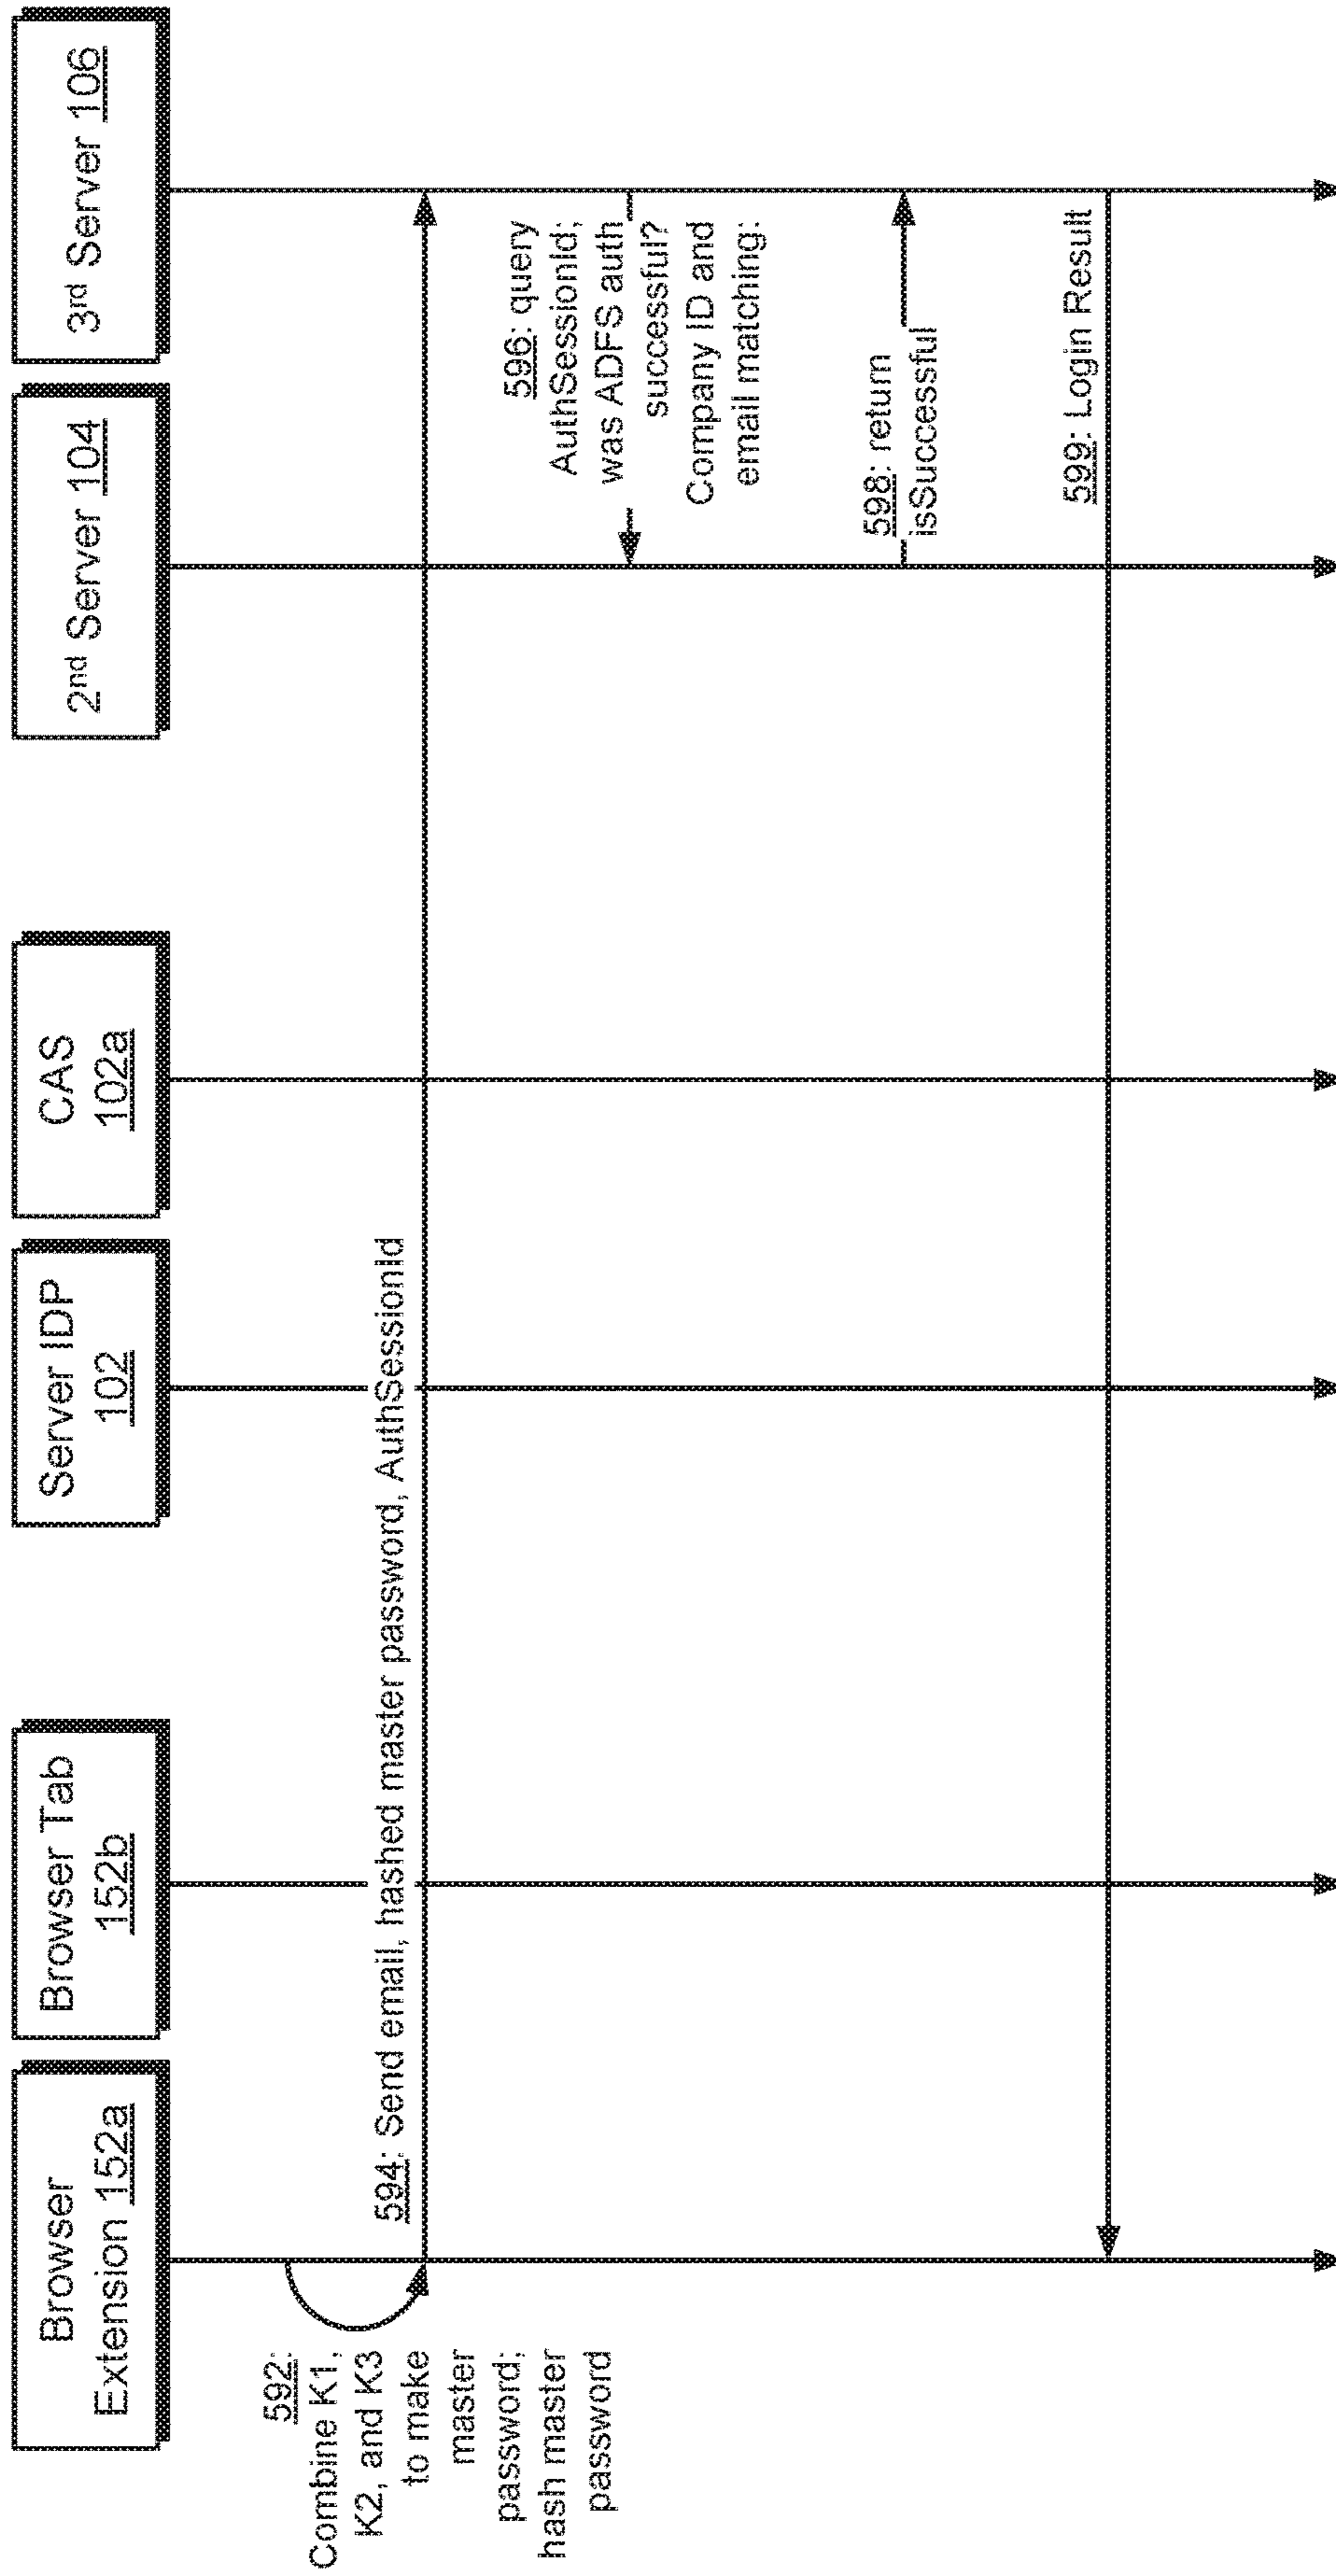 Browser
Extension 152a
Browser Tab
152b
Server IDP
102
CAS
102a
2nd Server 104
3rd Server 106
592:
Combine K1,
K2, and K3
to make
master
password;
hash master
password
594: Send email, hashed master password, AuthSessionId
596: query
AuthSessionId;
was ADFS auth
successful?
Company ID and
email matching:
598: return
isSuccessful
599: Login Result